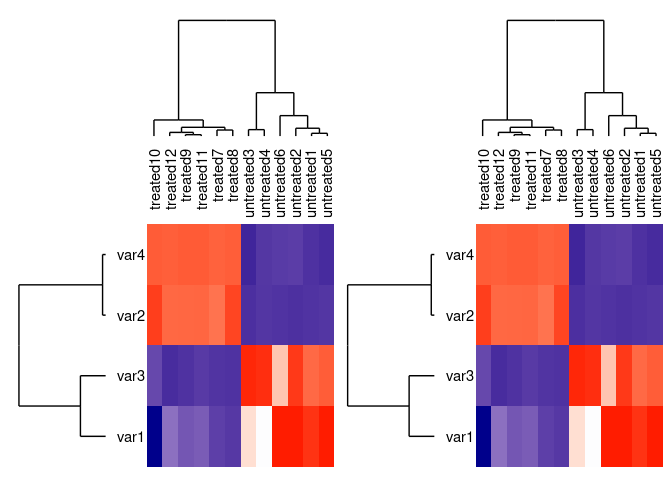 treated10 treated12 treated9 treated11 treated7 treated8 untreated3 untreated4 untreated6 untreated2 untreated1 untreated5 treated10 treated12 treated9 treated11 treated7 treated8 untreated3 untreated4 untreated6 untreated2 untreated1 untreated5
var4 var4
var2 var2
var3 var3
var1 var1